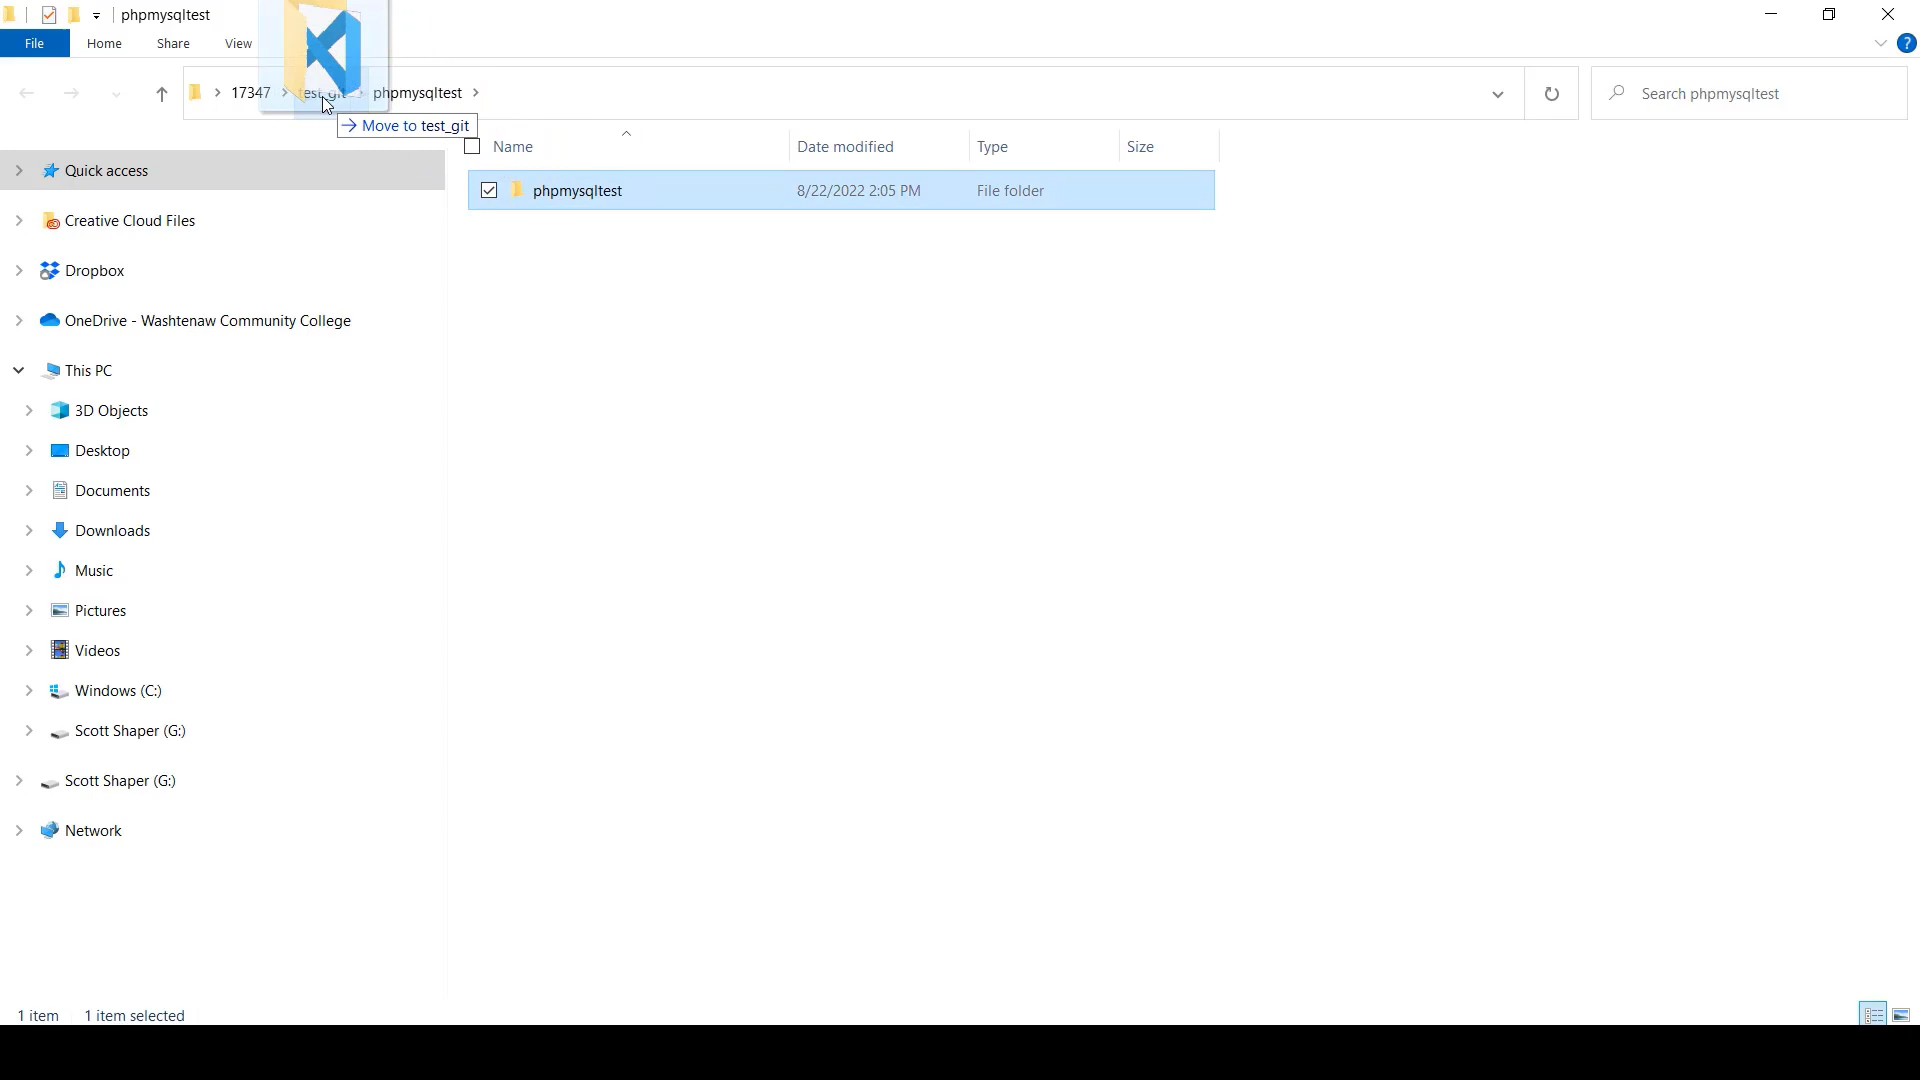 phpmysqltest
File Home Share View
17347 test_git phpmysqltest
Search phpmysqltest
Move to test_git
Name Date modified Type Size
phpmysqltest 8/22/2022 2:05 PM File folder
Quick access
Creative Cloud Files
Dropbox
OneDrive - Washtenaw Community College
This PC
3D Objects
Desktop
Documents
Downloads
Music
Pictures
Videos
Windows (C:)
Scott Shaper (G:)
Scott Shaper (G:)
Network
1 item 1 item selected